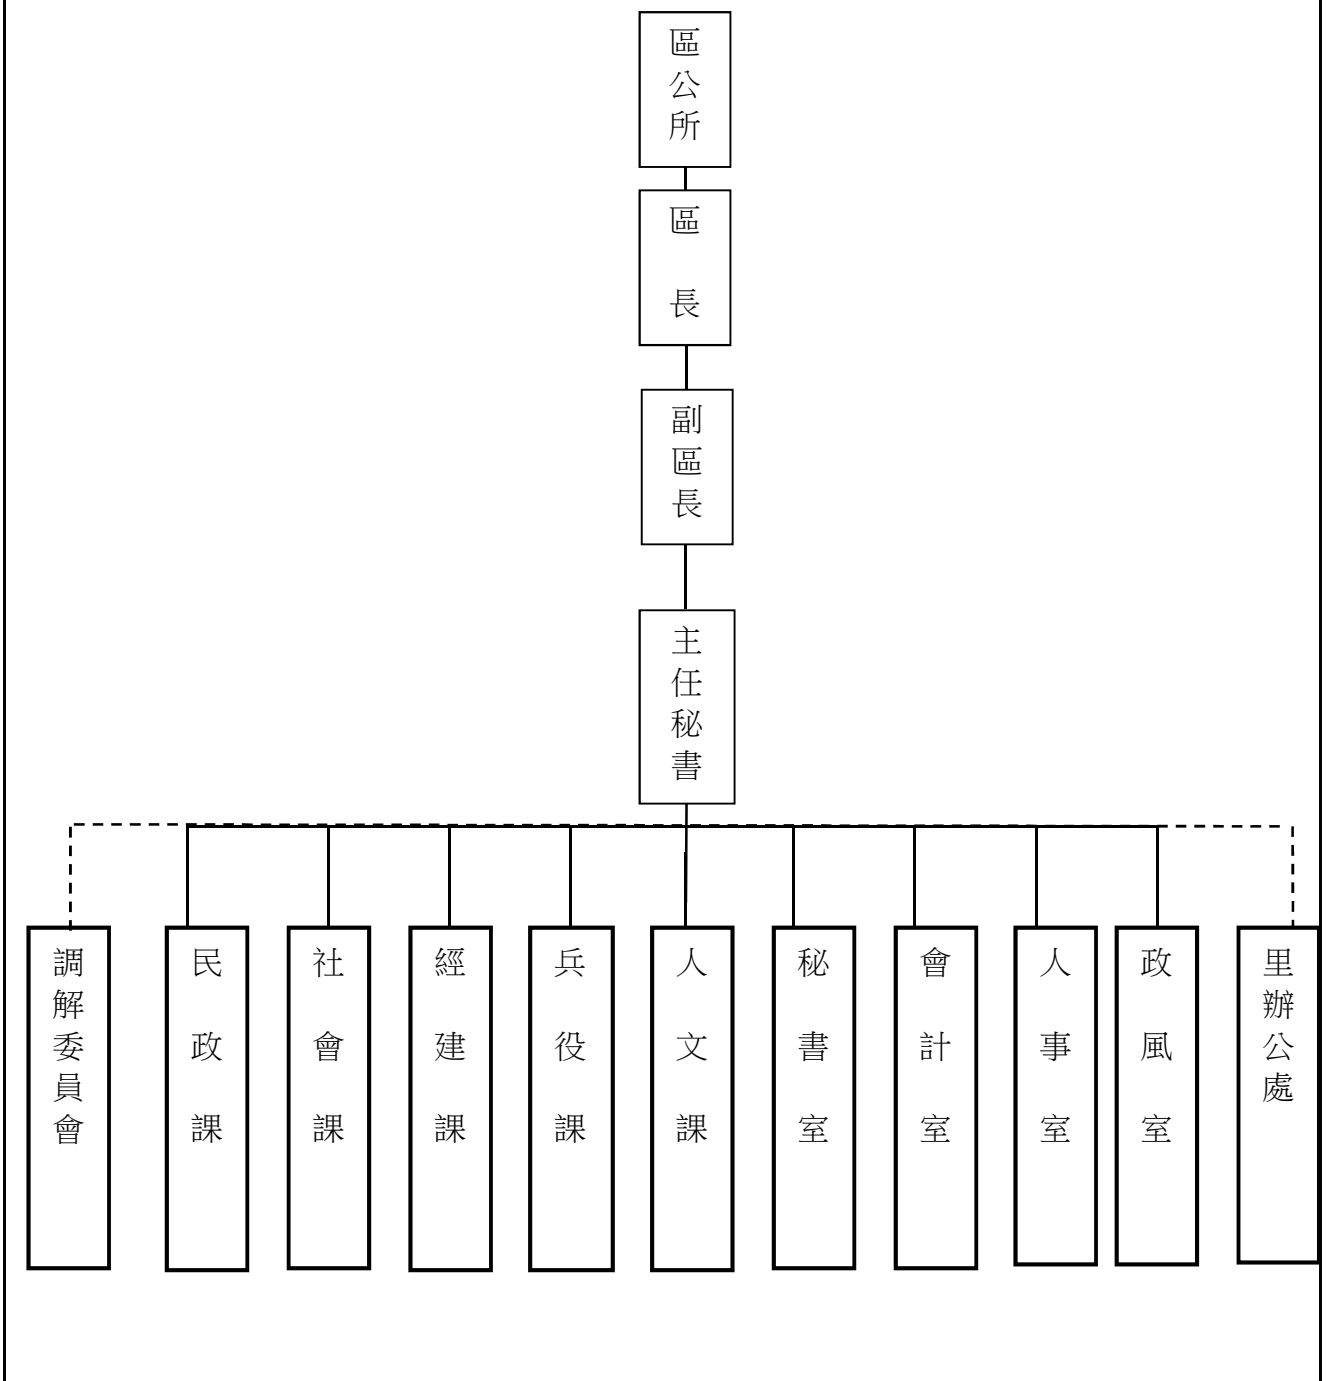 區公所
區長
副區長
主任秘書
調解委員會
民政課
社會課
經建課
兵役課
人文課
秘書室
會計室
人事室
政風室
里辦公處